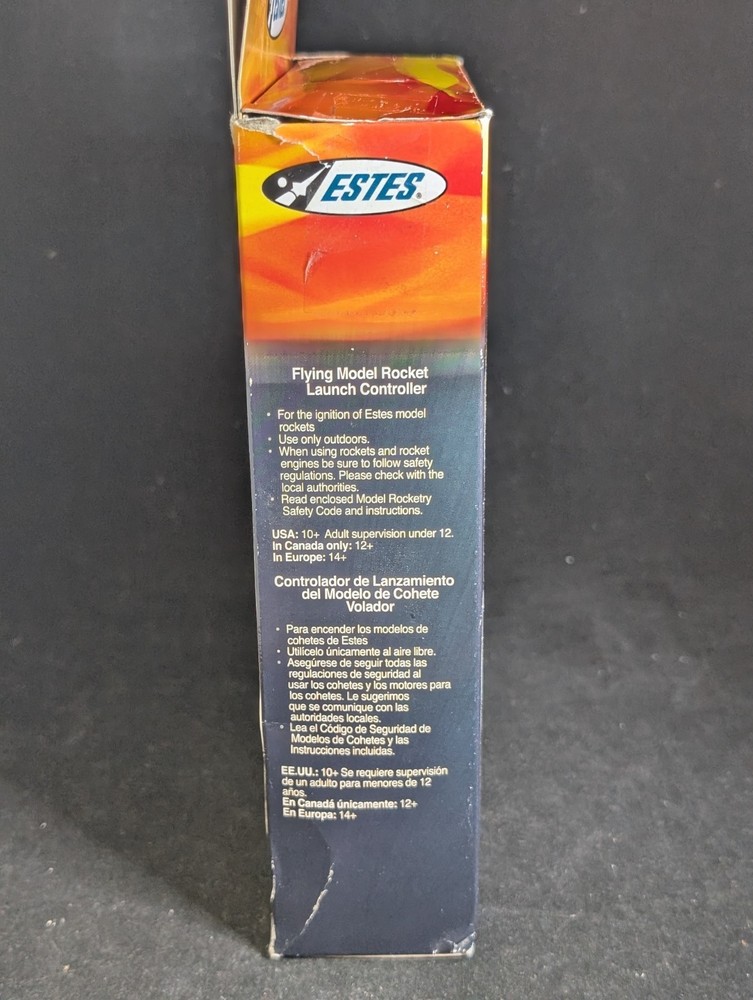 ESTES®
Flying Model Rocket
Launch Controller
• For the ignition of Estes model
rockets
• Use only outdoors.
• When using rockets and rocket
engines be sure to follow safety
regulations. Please check with the
local authorities.
• Read enclosed Model Rocketry
Safety Code and instructions.
USA: 10+ Adult supervision under 12.
In Canada only: 12+
In Europe: 14+
Controlador de Lanzamiento
del Modelo de Cohete
Volador
• Para encender los modelos de
cohetes de Estes
• Utilícelo únicamente al aire libre.
• Asegúrese de seguir todas las
regulaciones de seguridad al
usar los cohetes y los motores para
los cohetes. Le sugerimos
que se comunique con las
autoridades locales.
• Lea el Código de Seguridad de
Modelos de Cohetes y las
Instrucciones incluidas.
EE.UU.: 10+ Se requiere supervisión
de un adulto para menores de 12
años.
En Canadá únicamente: 12+
En Europa: 14+